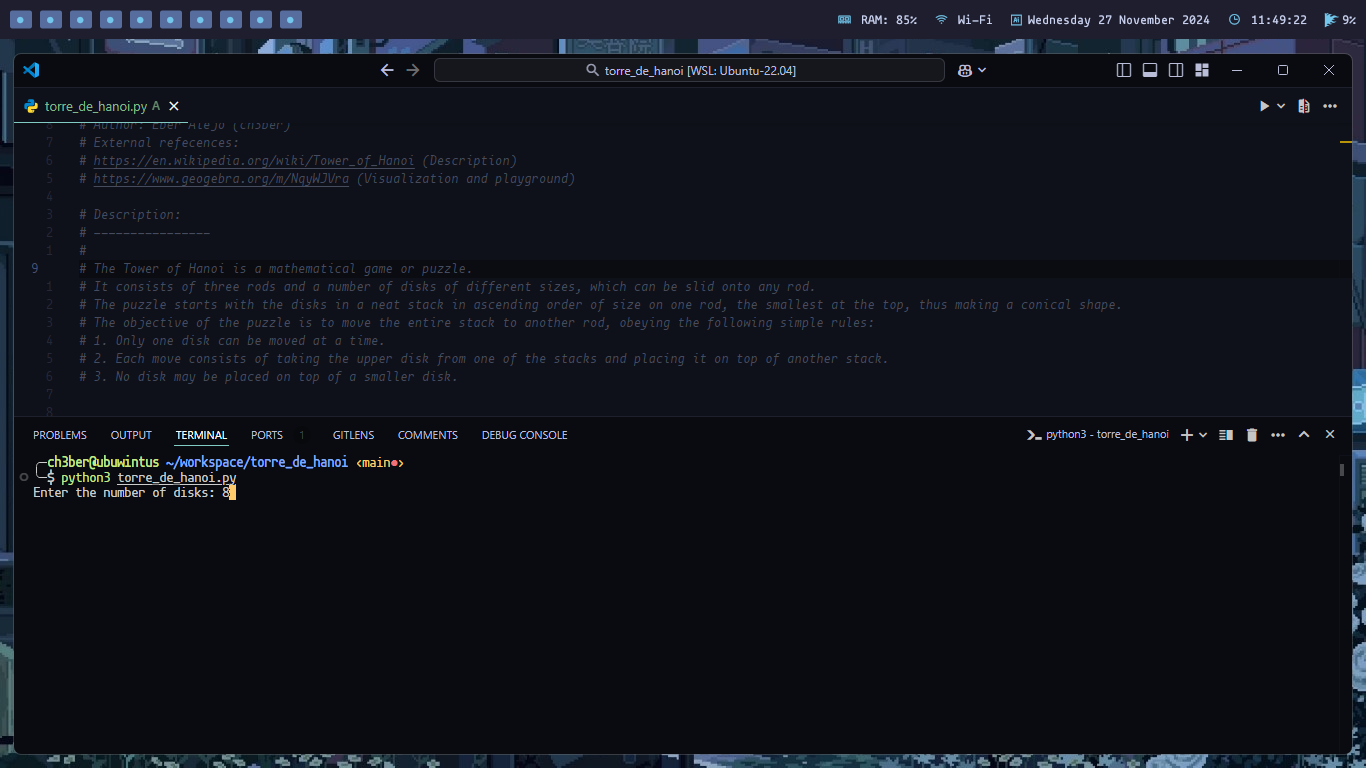 RAM: 85% Wi-Fi Wednesday 27 November 2024 11:49:22 9%
torre_de_hanoi [WSL: Ubuntu-22.04]
torre_de_hanoi.py A
8 # Author: Eber Alejo (ch3ber)
7 # External refecences:
6 # https://en.wikipedia.org/wiki/Tower_of_Hanoi (Description)
5 # https://www.geogebra.org/m/NqyWJVra (Visualization and playground)
4
3 # Description:
2 # ----------------
1 #
9 # The Tower of Hanoi is a mathematical game or puzzle.
1 # It consists of three rods and a number of disks of different sizes, which can be slid onto any rod.
2 # The puzzle starts with the disks in a neat stack in ascending order of size on one rod, the smallest at the top, thus making a conical shape.
3 # The objective of the puzzle is to move the entire stack to another rod, obeying the following simple rules:
4 # 1. Only one disk can be moved at a time.
5 # 2. Each move consists of taking the upper disk from one of the stacks and placing it on top of another stack.
6 # 3. No disk may be placed on top of a smaller disk.
7
8
PROBLEMS OUTPUT TERMINAL PORTS 1 GITLENS COMMENTS DEBUG CONSOLE python3 - torre_de_hanoi
ch3ber@ubuwintus ~/workspace/torre_de_hanoi ‹main●›
$ python3 torre_de_hanoi.py
Enter the number of disks: 8